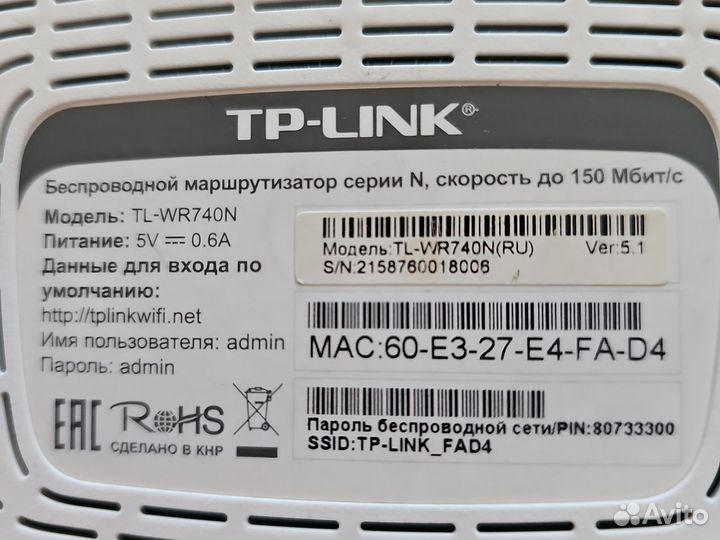 TP-LINK®
Беспроводной маршрутизатор серии N, скорость до 150 Мбит/с
Модель: TL-WR740N
Питание: 5V ⎓ 0.6A
Данные для входа по
умолчанию:
http://tplinkwifi.net
Имя пользователя: admin
Пароль: admin
Модель:TL-WR740N(RU) Ver:5.1
S/N:2158760018006
MAC:60-E3-27-E4-FA-D4
Пароль беспроводной сети/PIN:80733300
SSID:TP-LINK_FAD4
EAC RoHS
СДЕЛАНО В КНР
Avito